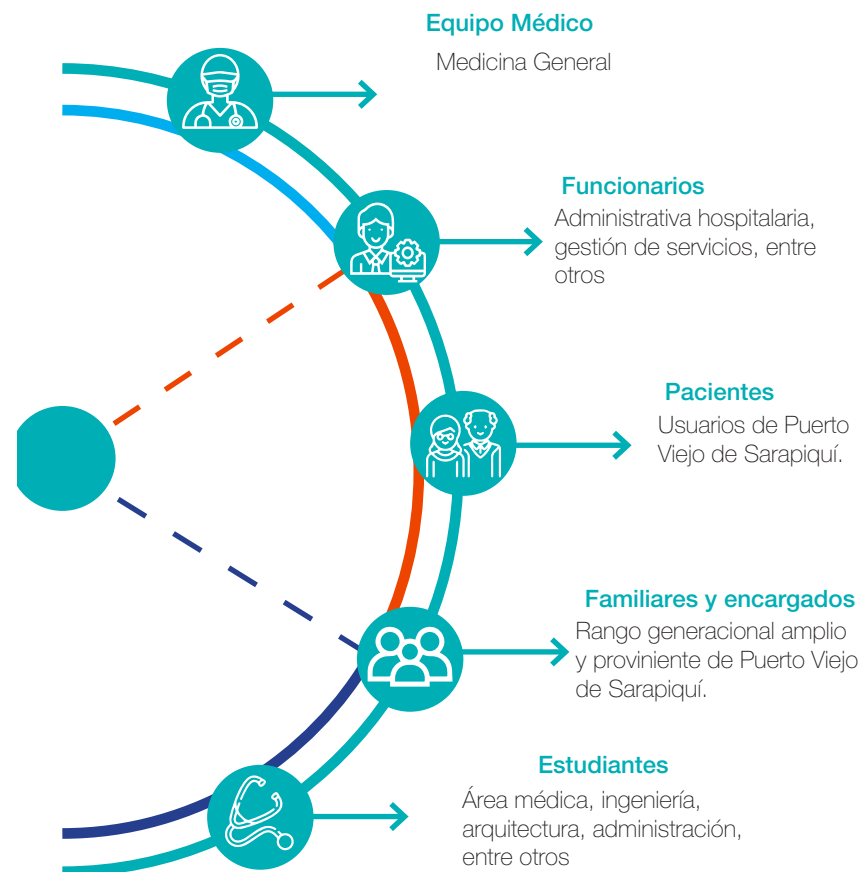 Equipo Médico
Medicina General
Funcionarios
Administrativa hospitalaria,
gestión de servicios, entre
otros
Pacientes
Usuarios de Puerto
Viejo de Sarapiquí.
Familiares y encargados
Rango generacional amplio
y proviniente de Puerto Viejo
de Sarapiquí.
Estudiantes
Área médica, ingeniería,
arquitectura, administración,
entre otros